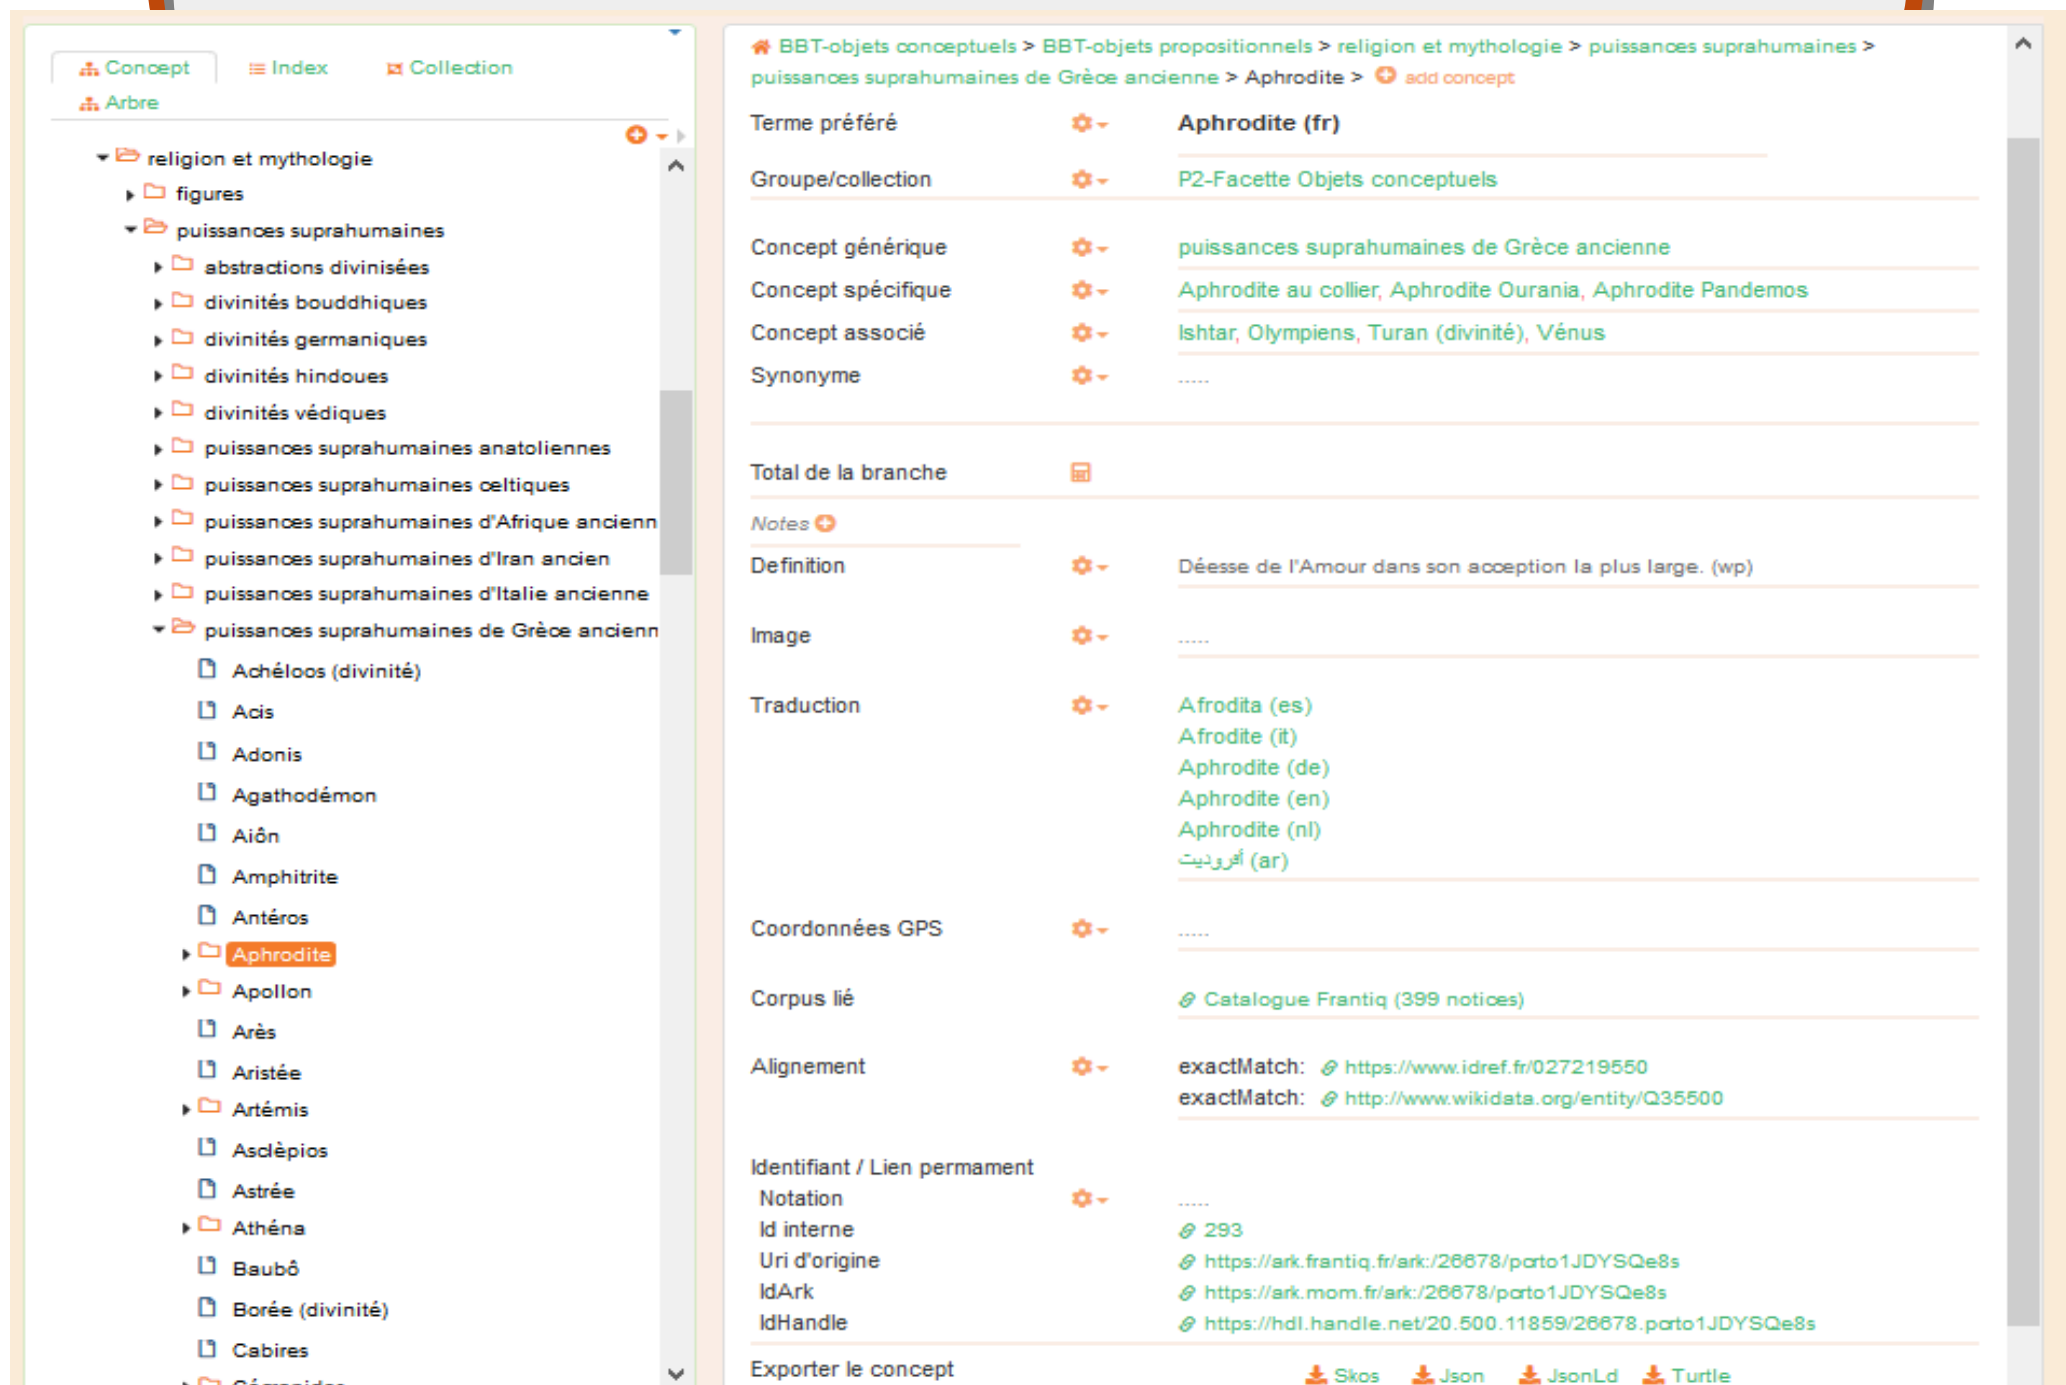 Concept
Index
Collection
Arbre
religion et mythologie
figures
puissances suprahumaines
abstractions divinisées
divinités bouddhiques
divinités germaniques
divinités hindoues
divinités védiques
puissances suprahumaines anatoliennes
puissances suprahumaines celtiques
puissances suprahumaines d'Afrique ancienn
puissances suprahumaines d'Iran ancien
puissances suprahumaines d'Italie ancienne
puissances suprahumaines de Grèce ancienn
Achéloos (divinité)
Acis
Adonis
Agathodémon
Aiôn
Amphitrite
Antéros
Aphrodite
Apollon
Arès
Aristée
Artémis
Asclèpios
Astrée
Athéna
Baubô
Borée (divinité)
Cabires
BBT-objets conceptuels > BBT-objets propositionnels > religion et mythologie > puissances suprahumaines >
puissances suprahumaines de Grèce ancienne > Aphrodite > add concept
Terme préféré Aphrodite (fr)
Groupe/collection P2-Facette Objets conceptuels
Concept générique puissances suprahumaines de Grèce ancienne
Concept spécifique Aphrodite au collier, Aphrodite Ourania, Aphrodite Pandemos
Concept associé Ishtar, Olympiens, Turan (divinité), Vénus
Synonyme .....
Total de la branche
Notes
Definition Déesse de l'Amour dans son acception la plus large. (wp)
Image .....
Traduction Afrodita (es)
Afrodite (it)
Aphrodite (de)
Aphrodite (en)
Aphrodite (nl)
أفروديت (ar)
Coordonnées GPS .....
Corpus lié Catalogue Frantiq (399 notices)
Alignement exactMatch: https://www.idref.fr/027219550
exactMatch: http://www.wikidata.org/entity/Q35500
Identifiant / Lien permament
Notation .....
Id interne 293
Uri d'origine https://ark.frantiq.fr/ark:/26678/pcrto1JDYSQe8s
IdArk https://ark.mom.fr/ark:/26678/pcrto1JDYSQe8s
IdHandle https://hdl.handle.net/20.500.11859/26678.pcrto1JDYSQe8s
Exporter le concept Skos Json JsonLd Turtle